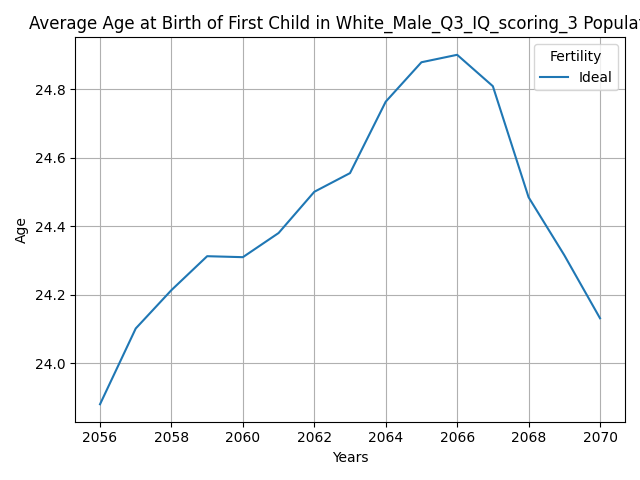 Average Age at Birth of First Child in White_Male_Q3_IQ_scoring_3 Popula
Fertility
Ideal
24.8
24.6
24.4
24.2
24.0
Age
2056 2058 2060 2062 2064 2066 2068 2070
Years